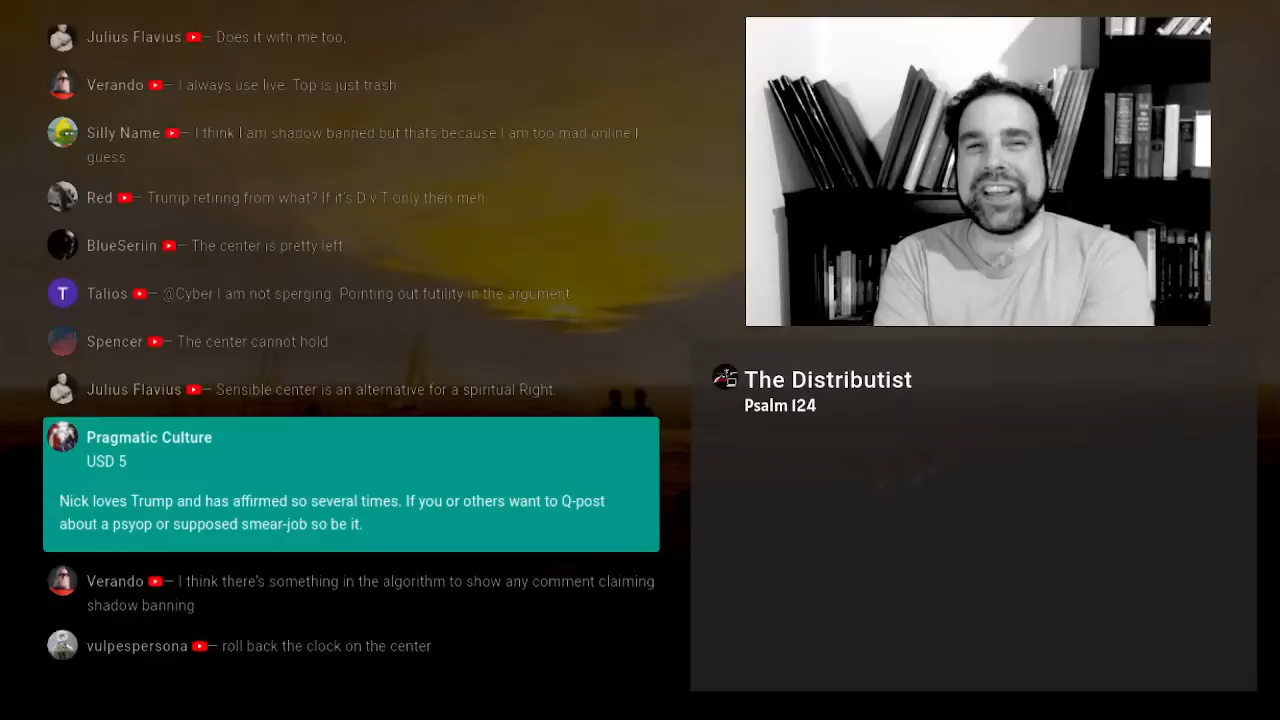 Julius Flavius — Does it with me too,
Verando — I always use live. Top is just trash
Silly Name — I think I am shadow banned but thats because I am too mad online I
guess
Red — Trump retiring from what? If it's D v T only then meh
BlueSeriin — The center is pretty left
T
Talios — @Cyber I am not sperging. Pointing out futility in the argument
Spencer — The center cannot hold
Julius Flavius — Sensible center is an alternative for a spiritual Right.
Pragmatic Culture
USD 5
Nick loves Trump and has affirmed so several times. If you or others want to Q-post
about a psyop or supposed smear-job so be it.
Verando — I think there's something in the algorithm to show any comment claiming
shadow banning
vulpespersona — roll back the clock on the center
The Distributist
Psalm 124